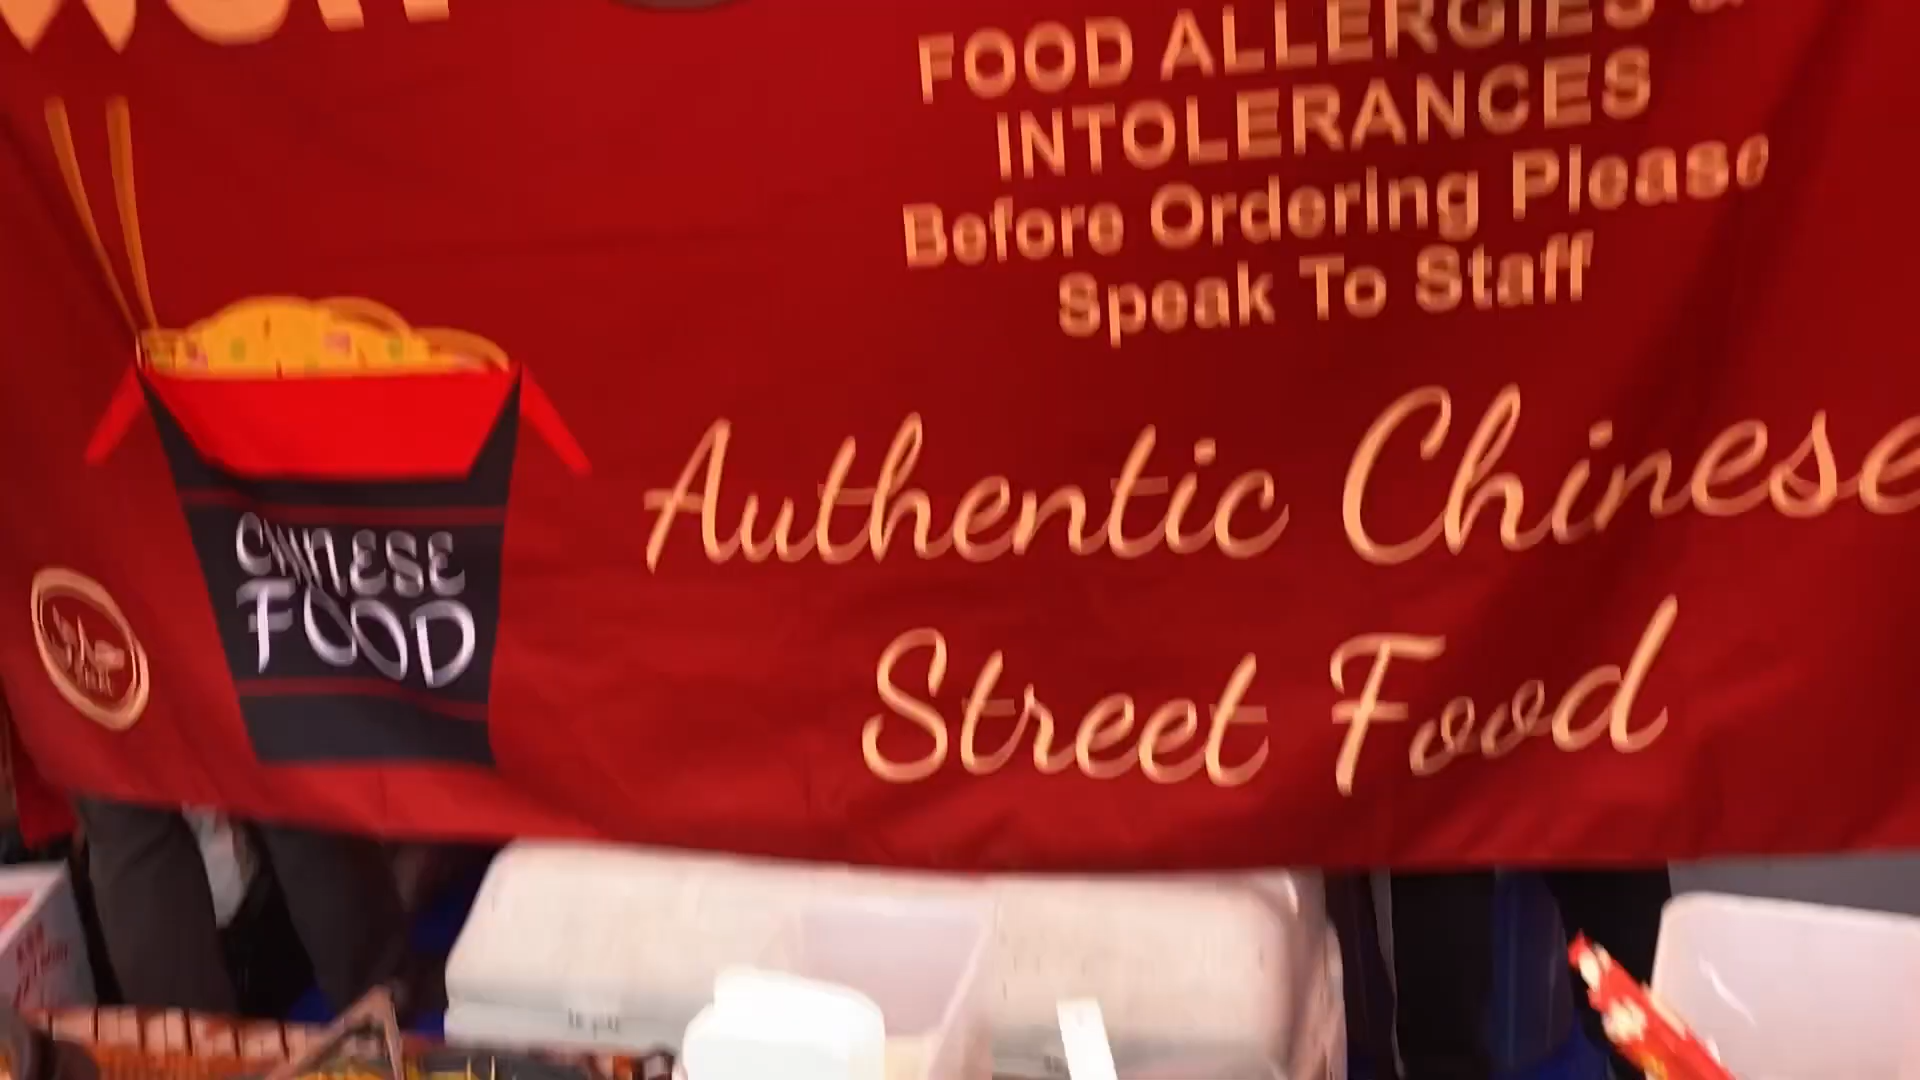 FOOD ALLERGIES &
INTOLERANCES
Before Ordering Please
Speak To Staff
Authentic Chinese
Street Food
CHINESE
FOOD